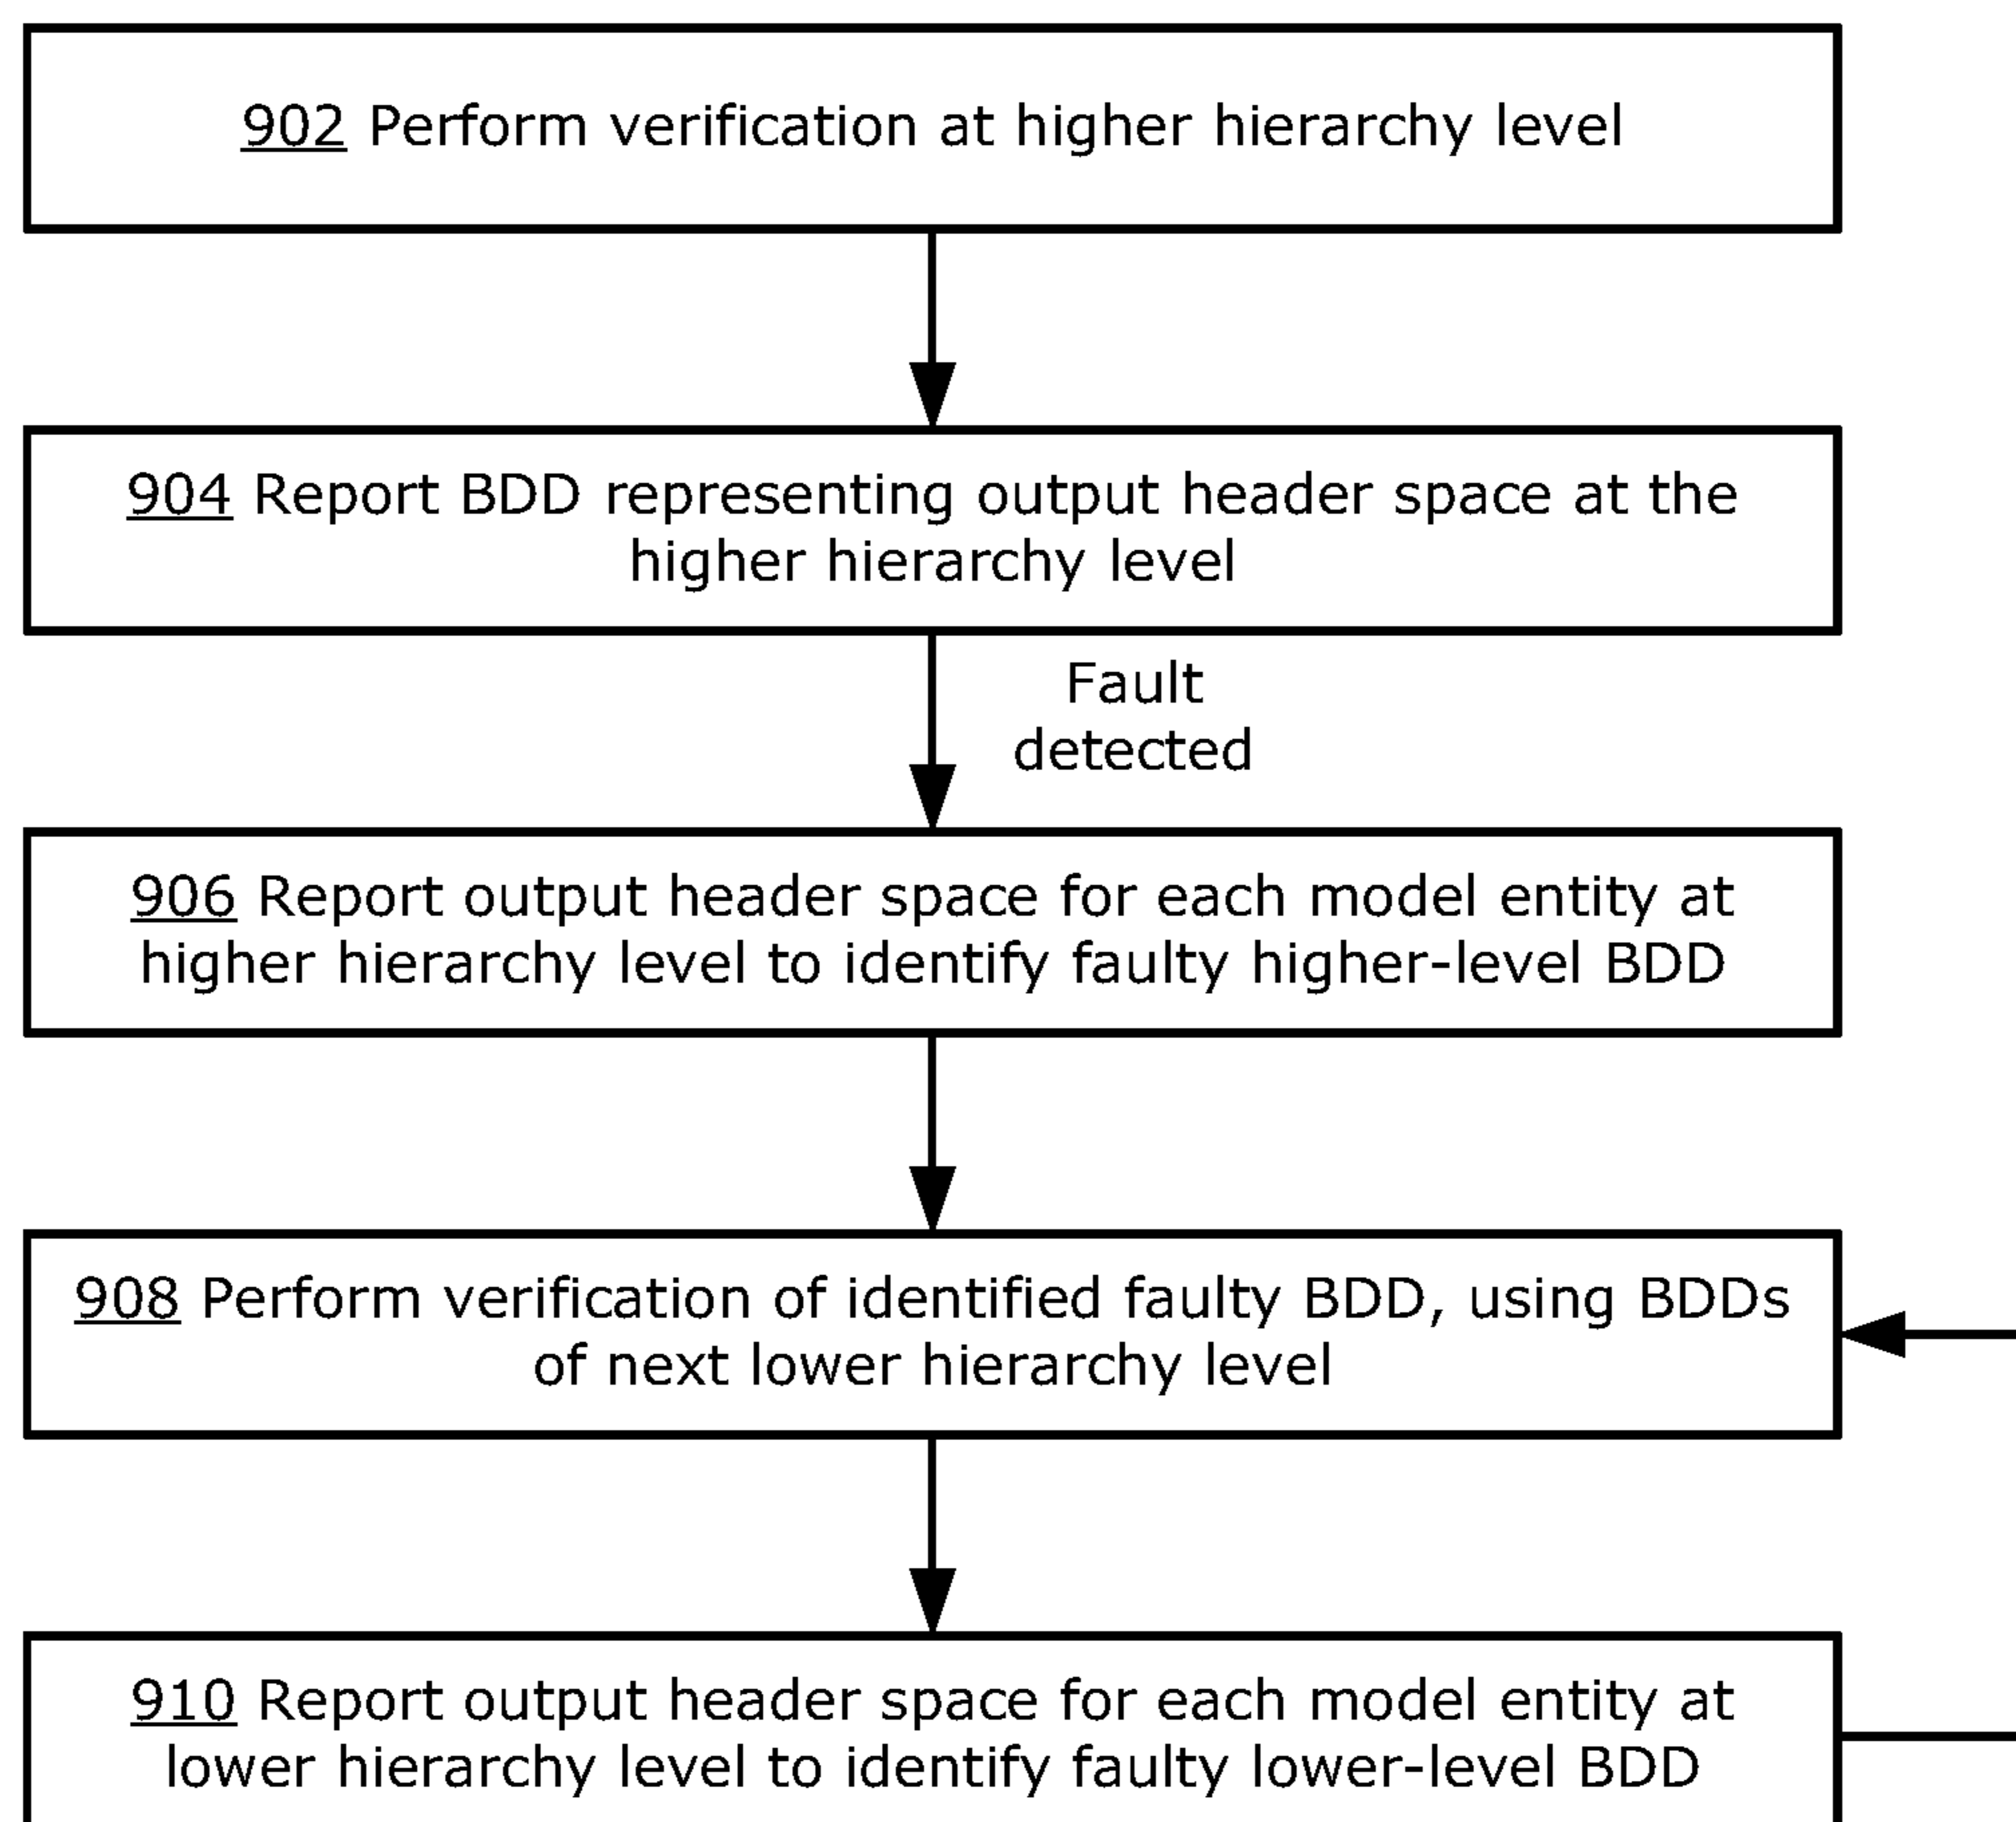 902 Perform verification at higher hierarchy level
904 Report BDD representing output header space at the
higher hierarchy level
Fault
detected
906 Report output header space for each model entity at
higher hierarchy level to identify faulty higher-level BDD
908 Perform verification of identified faulty BDD, using BDDs
of next lower hierarchy level
910 Report output header space for each model entity at
lower hierarchy level to identify faulty lower-level BDD